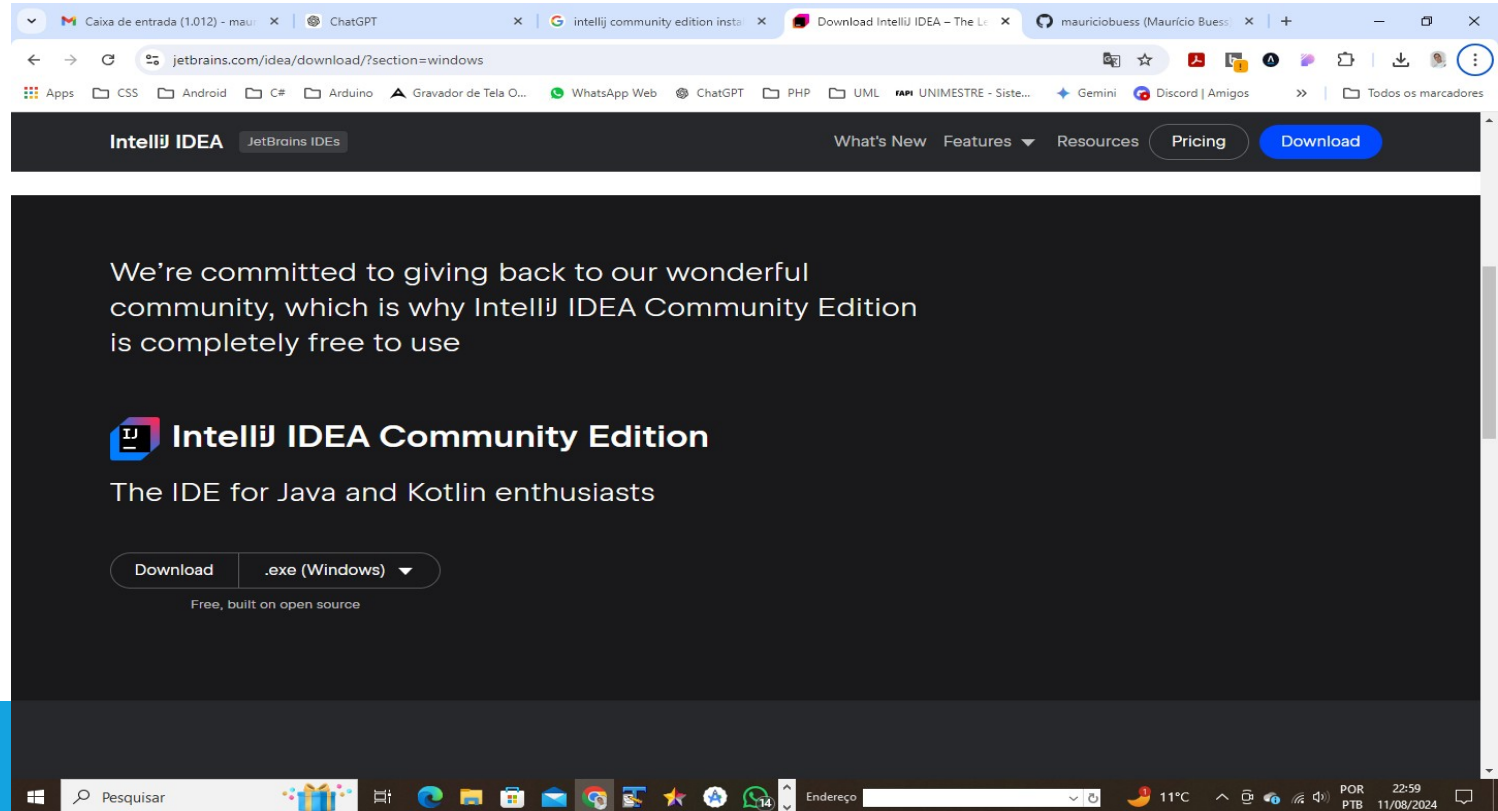 Caixa de entrada (1.012) - maur
ChatGPT
intellij community edition insta
Download IntelliJ IDEA – The Le
mauriciobuess (Maurício Buess
jetbrains.com/idea/download/?section=windows
Apps CSS Android C# Arduino Gravador de Tela O... WhatsApp Web ChatGPT PHP UML FAPI UNIMESTRE - Siste... Gemini Discord | Amigos » Todos os marcadores
IntelliJ IDEA JetBrains IDEs What's New Features Resources Pricing Download
We're committed to giving back to our wonderful
community, which is why IntelliJ IDEA Community Edition
is completely free to use
IJ IntelliJ IDEA Community Edition
The IDE for Java and Kotlin enthusiasts
Download .exe (Windows)
Free, built on open source
Pesquisar 14 Endereço 11°C POR 22:59
PTB 11/08/2024